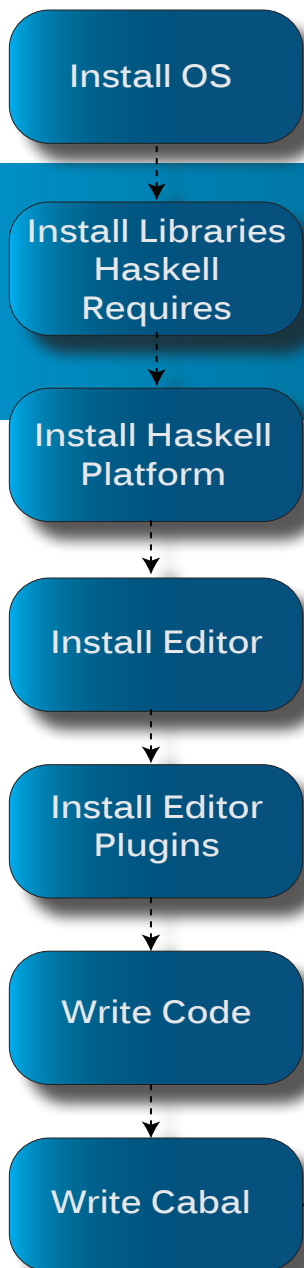 Install OS
Install Libraries
Haskell
Requires
Install Haskell
Platform
Install Editor
Install Editor
Plugins
Write Code
Write Cabal